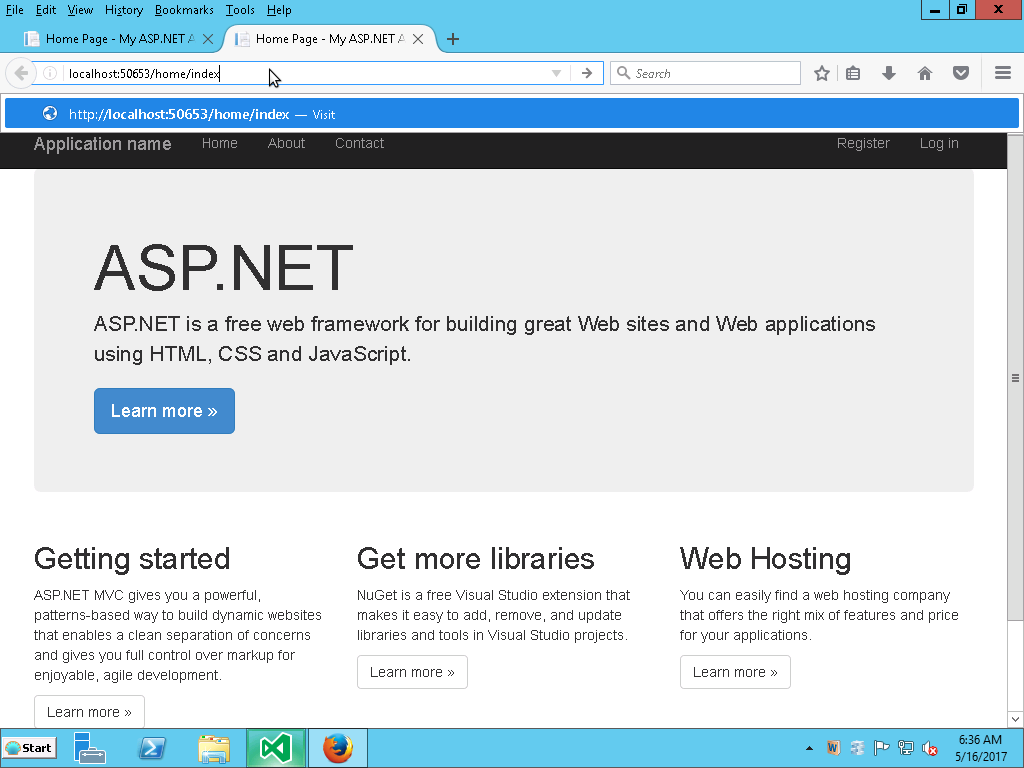 File Edit View History Bookmarks Tools Help
Home Page - My ASP.NET A
Home Page - My ASP.NET A
localhost:50653/home/index
Search
http://localhost:50653/home/index — Visit
Application name Home About Contact Register Log in
ASP.NET
ASP.NET is a free web framework for building great Web sites and Web applications
using HTML, CSS and JavaScript.
Learn more »
Getting started
ASP.NET MVC gives you a powerful,
patterns-based way to build dynamic websites
that enables a clean separation of concerns
and gives you full control over markup for
enjoyable, agile development.
Learn more »
Get more libraries
NuGet is a free Visual Studio extension that
makes it easy to add, remove, and update
libraries and tools in Visual Studio projects.
Learn more »
Web Hosting
You can easily find a web hosting company
that offers the right mix of features and price
for your applications.
Learn more »
Start
6:36 AM
5/16/2017